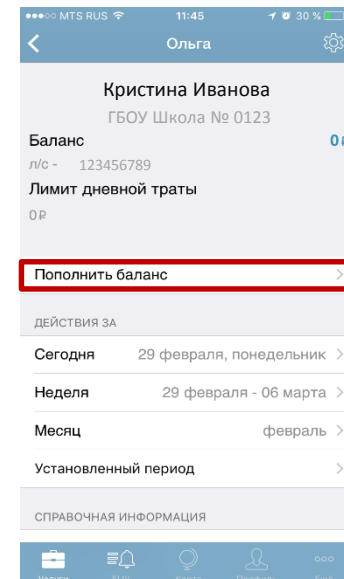 MTS RUS 11:45 30 %
Ольга
Кристина Иванова
ГБОУ Школа № 0123
Баланс 0
л/с - 123456789
Лимит дневной траты
0 ₽
Пополнить баланс
ДЕЙСТВИЯ ЗА
Сегодня 29 февраля, понедельник
Неделя 29 февраля - 06 марта
Месяц февраль
Установленный период
СПРАВОЧНАЯ ИНФОРМАЦИЯ